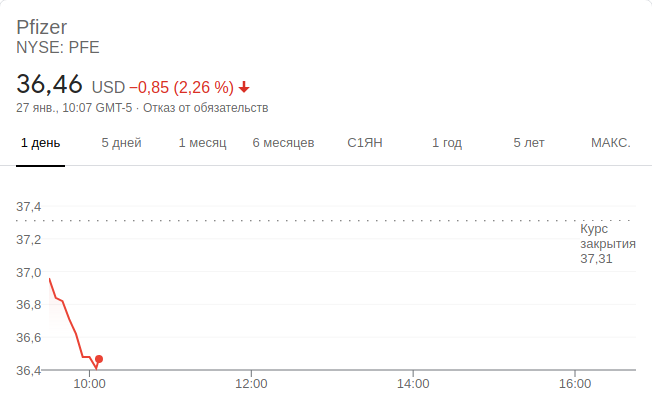 Pfizer
NYSE: PFE
36,46 USD −0,85 (2,26 %)
27 янв., 10:07 GMT-5 · Отказ от обязательств
1 день 5 дней 1 месяц 6 месяцев С1ЯН 1 год 5 лет МАКС.
37,4
Курс
закрытия
37,31
37,2
37,0
36,8
36,6
36,4
10:00 12:00 14:00 16:00